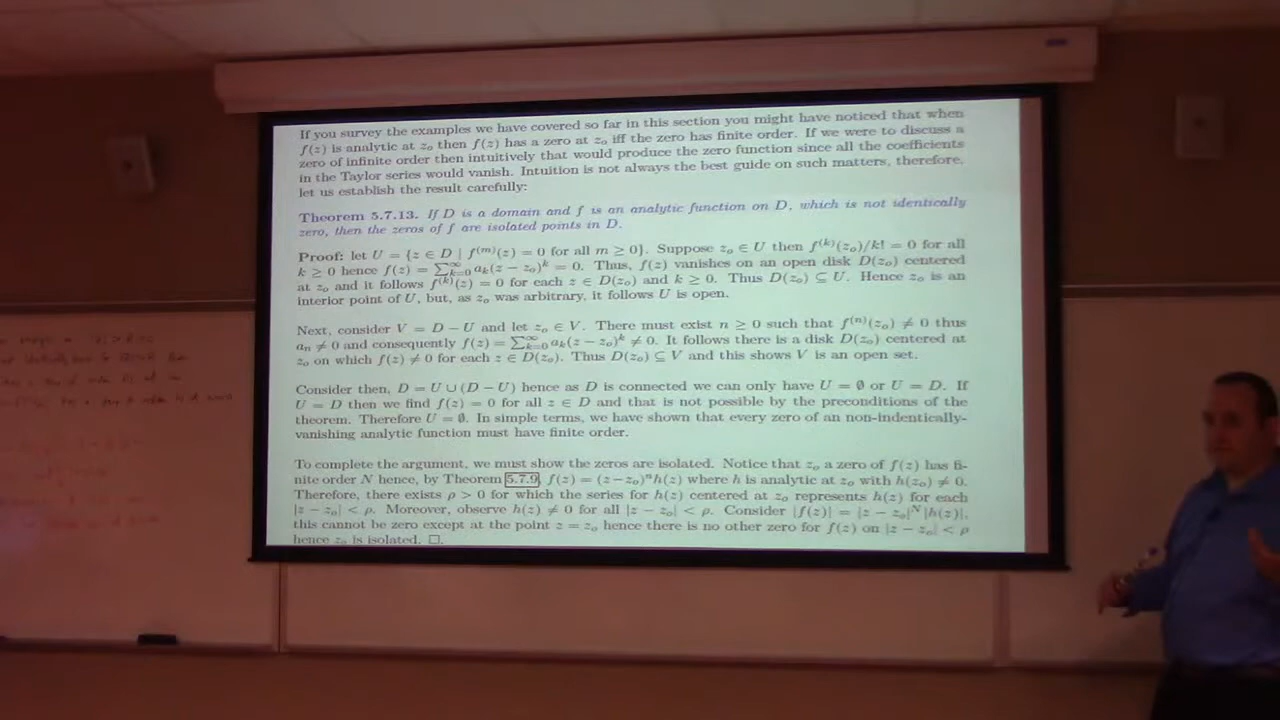 If you survey the examples we have covered so far in this section you might have noticed that when
f(z) is analytic at z₀ then f(z) has a zero at z₀ iff the zero has finite order. If we were to discuss a
zero of infinite order then intuitively that would produce the zero function since all the coefficients
in the Taylor series would vanish. Intuition is not always the best guide on such matters, therefore,
let us establish the result carefully:
Theorem 5.7.13. If D is a domain and f is an analytic function on D, which is not identically
zero, then the zeros of f are isolated points in D.
Proof: let U = {z ∈ D | f⁽ᵐ⁾(z) = 0 for all m ≥ 0}. Suppose z₀ ∈ U then f⁽ᵏ⁾(z₀)/k! = 0 for all
k ≥ 0 hence f(z) = ∑_{k=0}^∞ aₖ(z − z₀)ᵏ = 0. Thus, f(z) vanishes on an open disk D(z₀) centered
at z₀ and it follows f⁽ᵏ⁾(z) = 0 for each z ∈ D(z₀) and k ≥ 0. Thus D(z₀) ⊆ U. Hence z₀ is an
interior point of U, but, as z₀ was arbitrary, it follows U is open.
Next, consider V = D − U and let z₀ ∈ V. There must exist n ≥ 0 such that f⁽ⁿ⁾(z₀) ≠ 0 thus
aₙ ≠ 0 and consequently f(z) = ∑_{k=0}^∞ aₖ(z − z₀)ᵏ ≠ 0. It follows there is a disk D(z₀) centered at
z₀ on which f(z) ≠ 0 for each z ∈ D(z₀). Thus D(z₀) ⊆ V and this shows V is an open set.
Consider then, D = U ∪ (D − U) hence as D is connected we can only have U = ∅ or U = D. If
U = D then we find f(z) = 0 for all z ∈ D and that is not possible by the preconditions of the
theorem. Therefore U = ∅. In simple terms, we have shown that every zero of an non-indentically-
vanishing analytic function must have finite order.
To complete the argument, we must show the zeros are isolated. Notice that z₀ a zero of f(z) has fi-
nite order N hence, by Theorem 5.7.9, f(z) = (z−z₀)ⁿh(z) where h is analytic at z₀ with h(z₀) ≠ 0.
Therefore, there exists ρ > 0 for which the series for h(z) centered at z₀ represents h(z) for each
|z − z₀| < ρ. Moreover, observe h(z) ≠ 0 for all |z − z₀| < ρ. Consider |f(z)| = |z − z₀|ᴺ|h(z)|,
this cannot be zero except at the point z = z₀ hence there is no other zero for f(z) on |z − z₀| < ρ
hence z₀ is isolated. □.